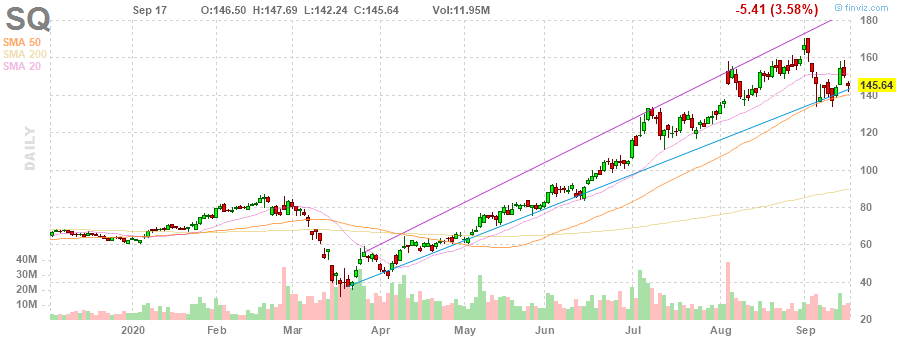 SQ
Sep 17 O:146.50 H:147.69 L:142.24 C:145.64 Vol:11.95M -5.41 (3.58%)
© finviz.com
SMA 50
SMA 200
SMA 20
DAILY
180
160
145.64
140
120
100
80
60
40
20
40M
30M
20M
10M
2020 Feb Mar Apr May Jun Jul Aug Sep